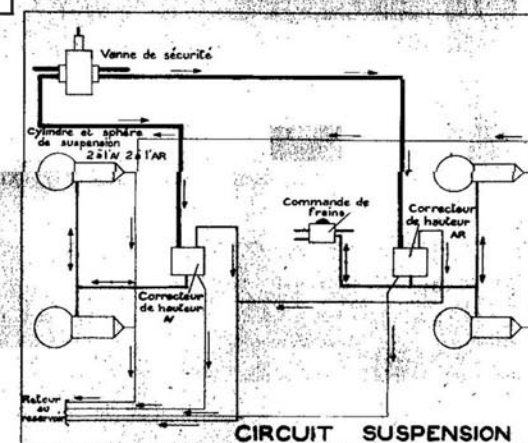 Vanne de sécurité
Cylindre et sphère
de suspension
2 à l'AV 2 à l'AR
Commande de
freins
Correcteur
de hauteur
AR
Correcteur
de hauteur
AV
Retour
au
réservoir
CIRCUIT SUSPENSION